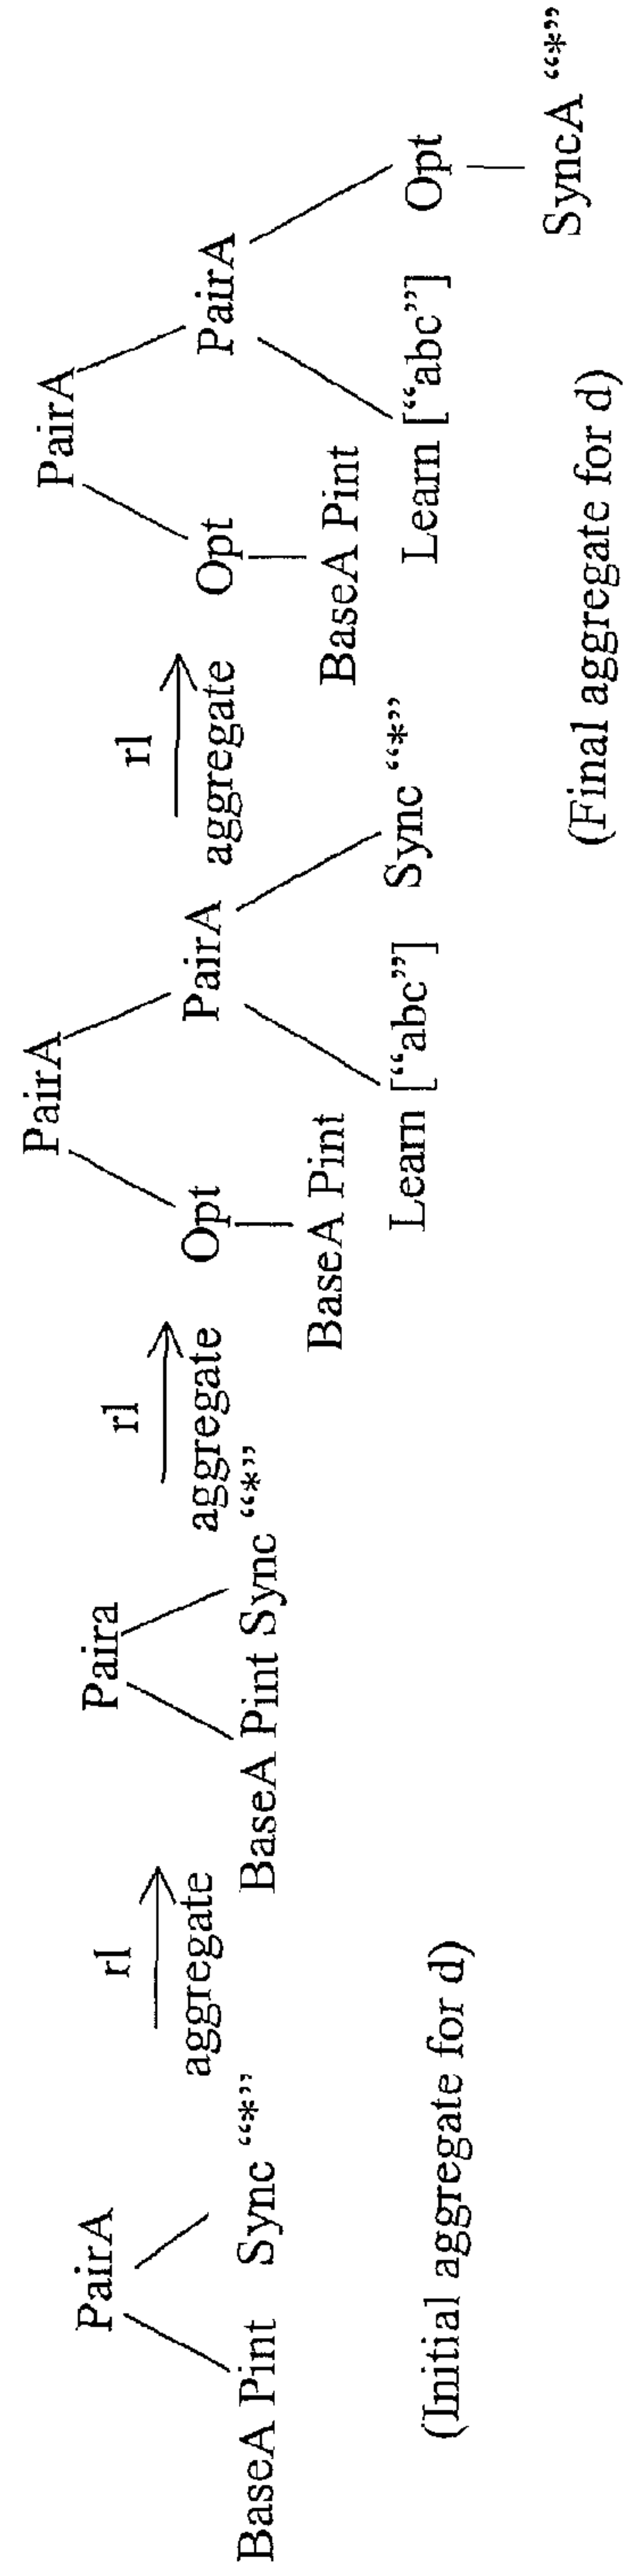 PairA
BaseA Pint Sync “*”
(Initial aggregate for d)
rl
aggregate
Paira
BaseA Pint Sync “*”
rl
aggregate
PairA
Opt PairA
BaseA Pint
Learn [“abc”] Sync “*”
rl
aggregate
PairA
Opt PairA
BaseA Pint
Learn [“abc”] Opt
SyncA “*”
(Final aggregate for d)